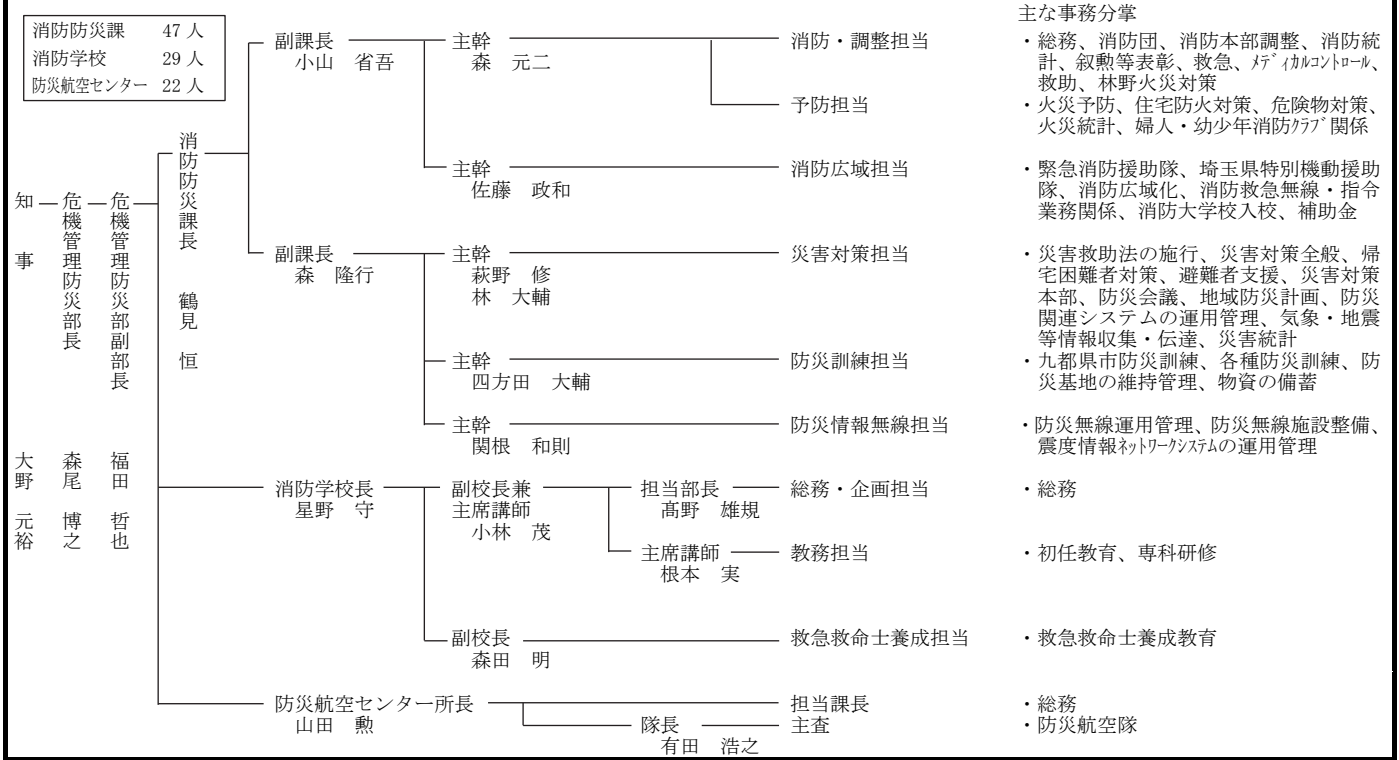 消防防災課 47 人
消防学校 29 人
防災航空センター 22 人
知事 大野 元裕
危機管理防災部長 森尾 博之
危機管理防災部副部長 福田 哲也
消防防災課長 鶴見 恒
主な事務分掌
副課長
小山 省吾
主幹
森 元二
消防・調整担当
・総務、消防団、消防本部調整、消防統
計、叙勲等表彰、救急、メディカルコントロール、
救助、林野火災対策
予防担当
・火災予防、住宅防火対策、危険物対策、
火災統計、婦人・幼少年消防クラブ関係
主幹
佐藤 政和
消防広域担当
・緊急消防援助隊、埼玉県特別機動援助
隊、消防広域化、消防救急無線・指令
業務関係、消防大学校入校、補助金
副課長
森 隆行
主幹
萩野 修
林 大輔
災害対策担当
・災害救助法の施行、災害対策全般、帰
宅困難者対策、避難者支援、災害対策
本部、防災会議、地域防災計画、防災
関連システムの運用管理、気象・地震
等情報収集・伝達、災害統計
主幹
四方田 大輔
防災訓練担当
・九都県市防災訓練、各種防災訓練、防
災基地の維持管理、物資の備蓄
主幹
関根 和則
防災情報無線担当
・防災無線運用管理、防災無線施設整備、
震度情報ネットワークシステムの運用管理
消防学校長
星野 守
副校長兼
主席講師
小林 茂
担当部長
髙野 雄規
総務・企画担当
・総務
主席講師
根本 実
教務担当
・初任教育、専科研修
副校長
森田 明
救急救命士養成担当
・救急救命士養成教育
防災航空センター所長
山田 勲
担当課長
・総務
隊長
有田 浩之
主査
・防災航空隊